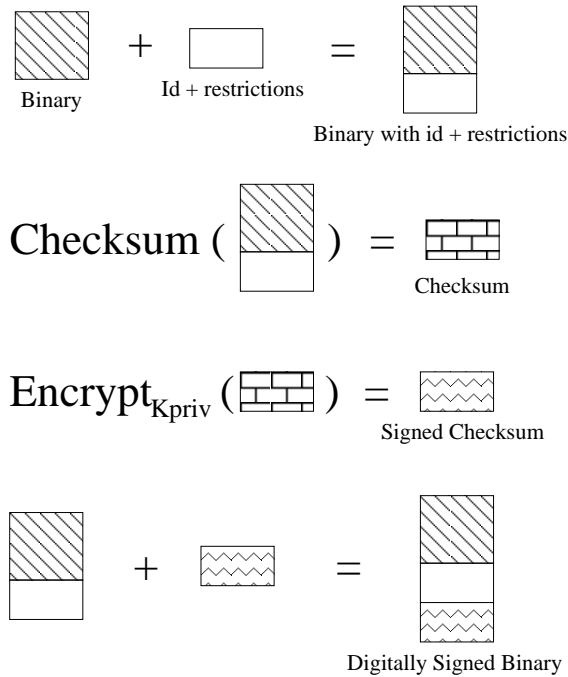 + =
Binary
Id + restrictions
Binary with id + restrictions
Checksum ( ) =
Checksum
Encrypt Kpriv ( ) =
Signed Checksum
+ =
Digitally Signed Binary